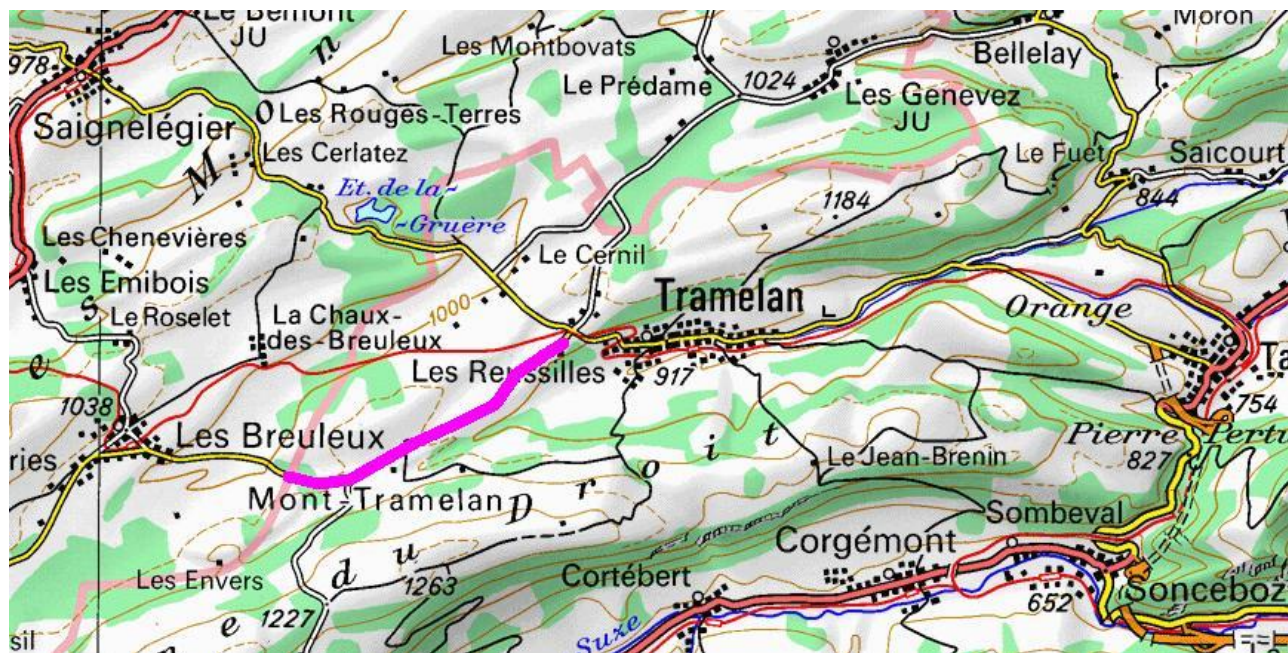 Le Bémont
JU
978
Saignelégier
Les Montbovats
Le Prédame
1024
Les Genevez
JU
Bellelay
Moron
Les Rouges-Terres
Les Cerlatez
Et. de la-
-Gruère
Le Fuet
Saicourt
844
1184
Les Chenevières
Les Emibois
Le Roselet
La Chaux-
des-Breuleux
1000
Le Cernil
Tramelan
Orange
Les Reussilles
917
1038
Les Breuleux
Mont-Tramelan
Pierre
Pertu
827
754
Le Jean-Brenin
Sombeval
Corgémont
Cortébert
Sonceboz
652
Suze
Les Envers
1227
1263
M o n
e s
d u
D r o i t